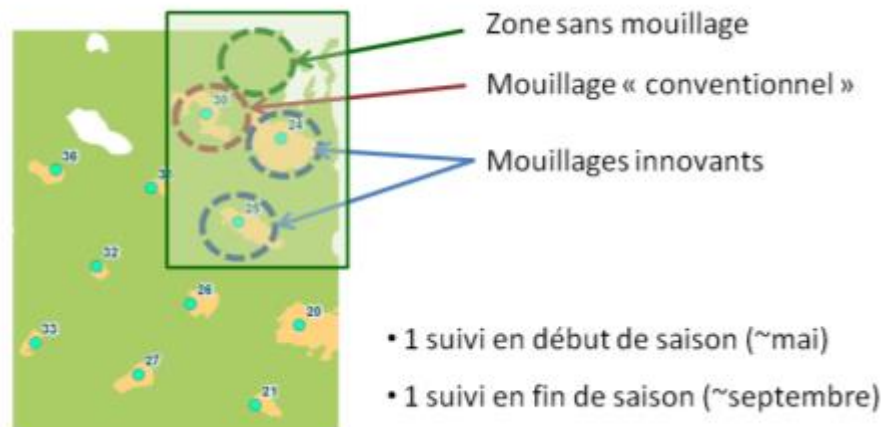 Zone sans mouillage
Mouillage « conventionnel »
Mouillages innovants
30
24
36
25
32
26
20
33
27
21
• 1 suivi en début de saison (~mai)
• 1 suivi en fin de saison (~septembre)